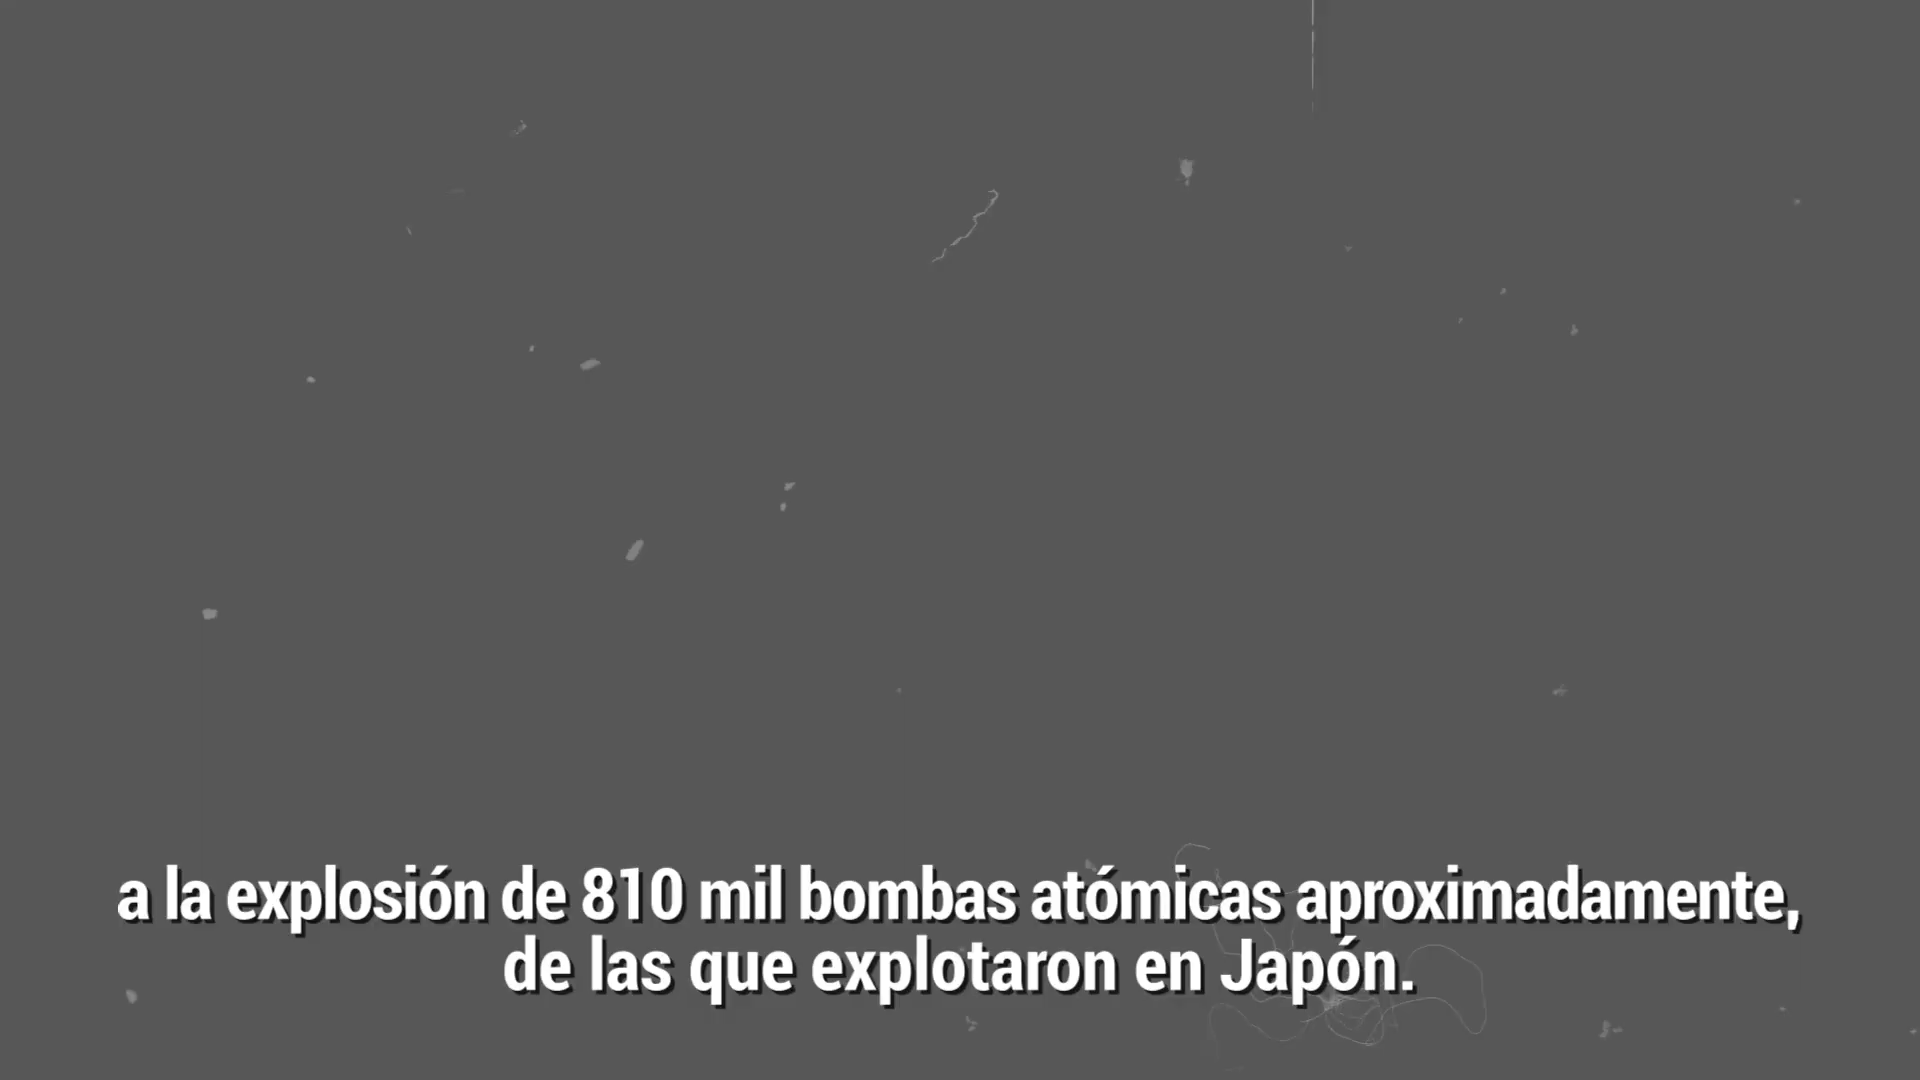 a la explosión de 810 mil bombas atómicas aproximadamente,
de las que explotaron en Japón.